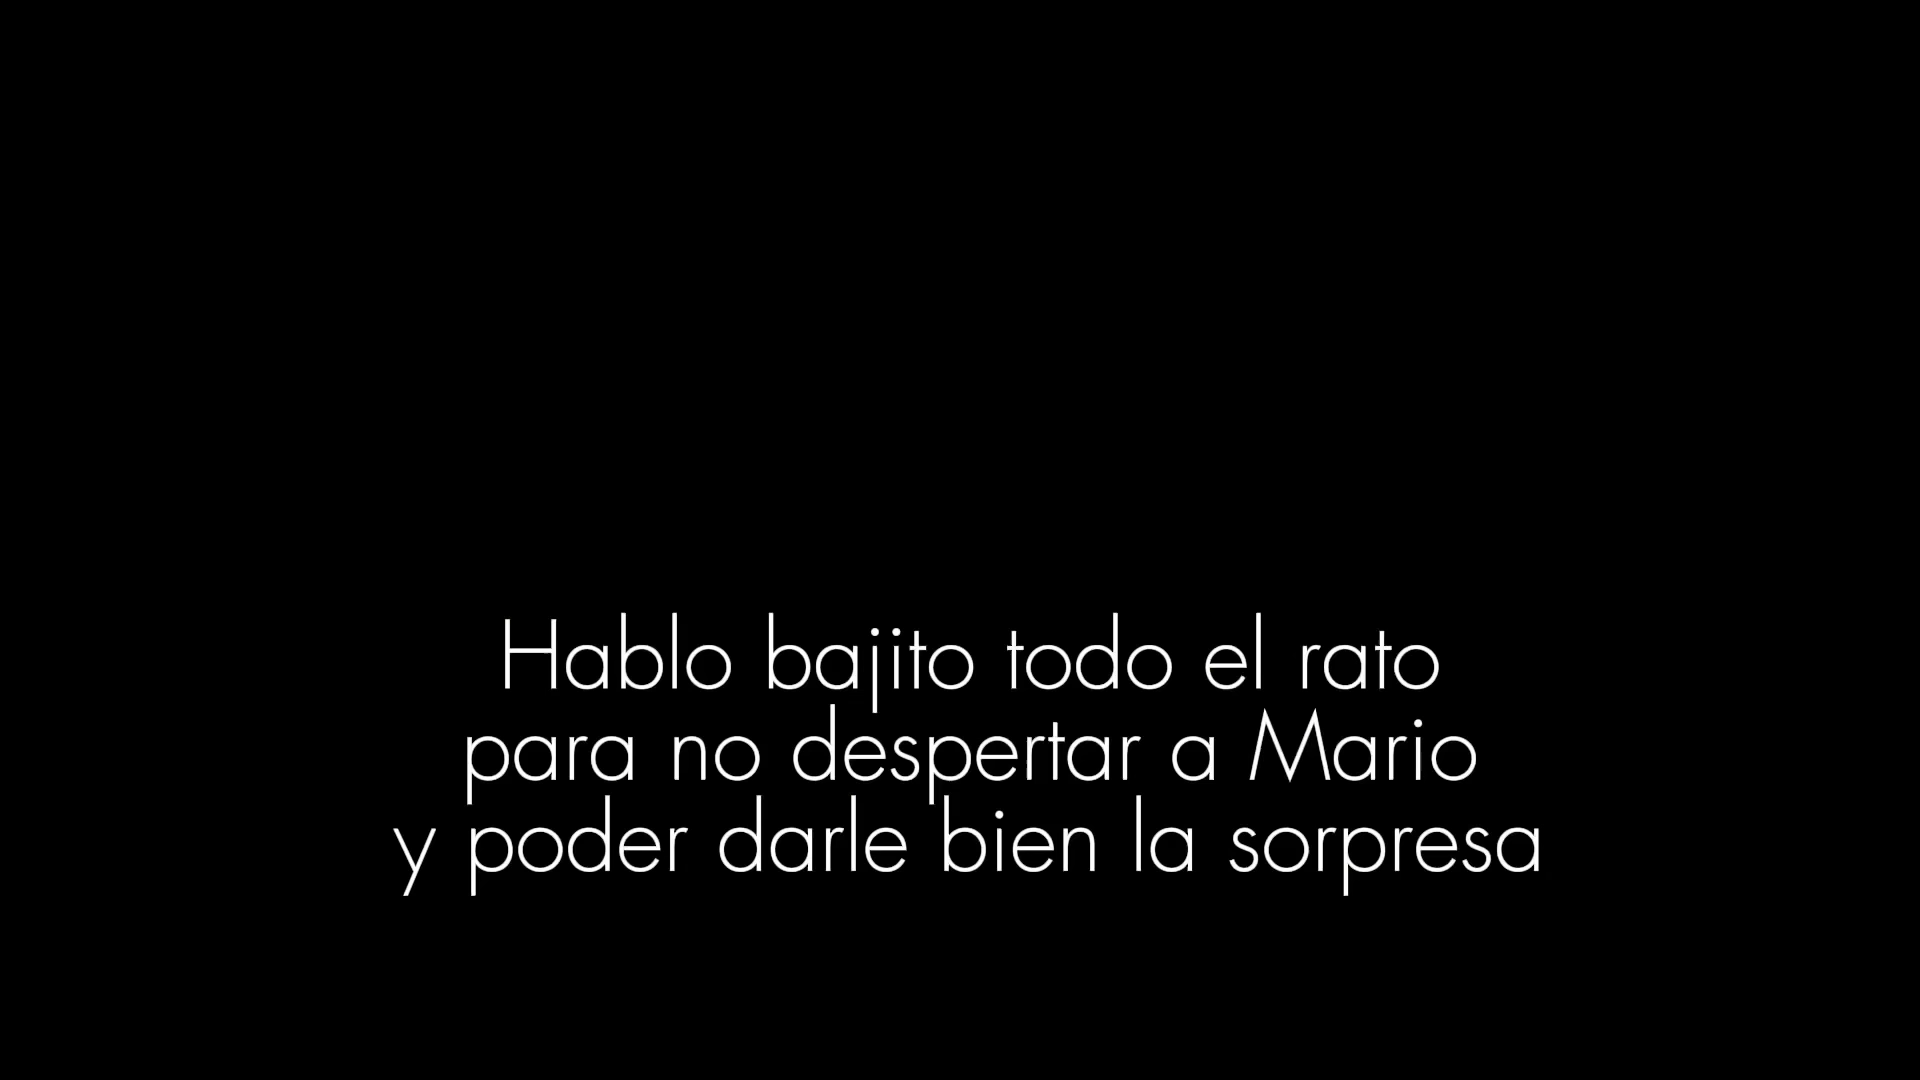 Hablo bajito todo el rato
para no despertar a Mario
y poder darle bien la sorpresa